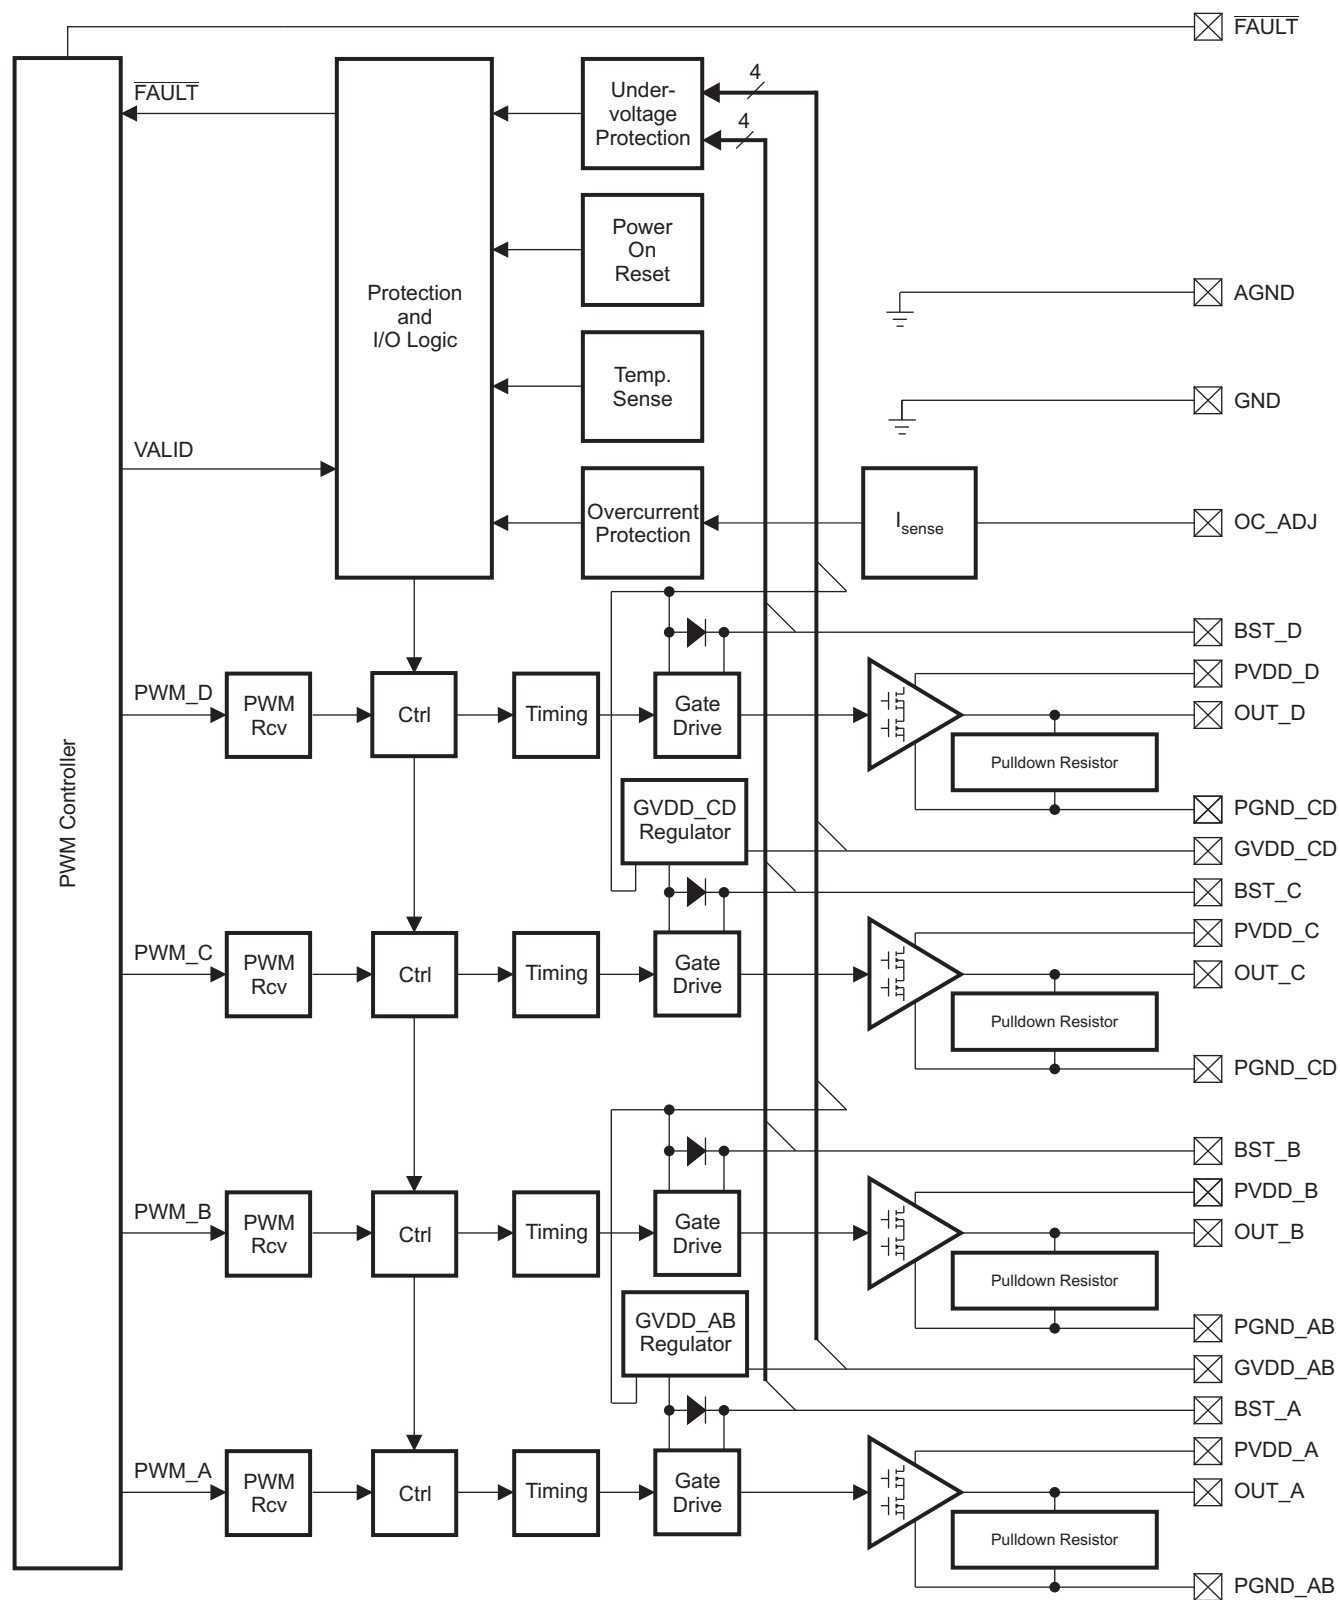 FAULT
FAULT
Under-
voltage
Protection
4
4
Power
On
Reset
Protection
and
I/O Logic
AGND
Temp.
Sense
GND
VALID
Overcurrent
Protection
Isense
OC_ADJ
BST_D
PVDD_D
PWM_D
PWM
Rcv
Ctrl
Timing
Gate
Drive
OUT_D
Pulldown Resistor
PWM Controller
GVDD_CD
Regulator
PGND_CD
GVDD_CD
BST_C
PVDD_C
PWM_C
PWM
Rcv
Ctrl
Timing
Gate
Drive
OUT_C
Pulldown Resistor
PGND_CD
BST_B
PVDD_B
PWM_B
PWM
Rcv
Ctrl
Timing
Gate
Drive
OUT_B
Pulldown Resistor
GVDD_AB
Regulator
PGND_AB
GVDD_AB
BST_A
PVDD_A
PWM_A
PWM
Rcv
Ctrl
Timing
Gate
Drive
OUT_A
Pulldown Resistor
PGND_AB